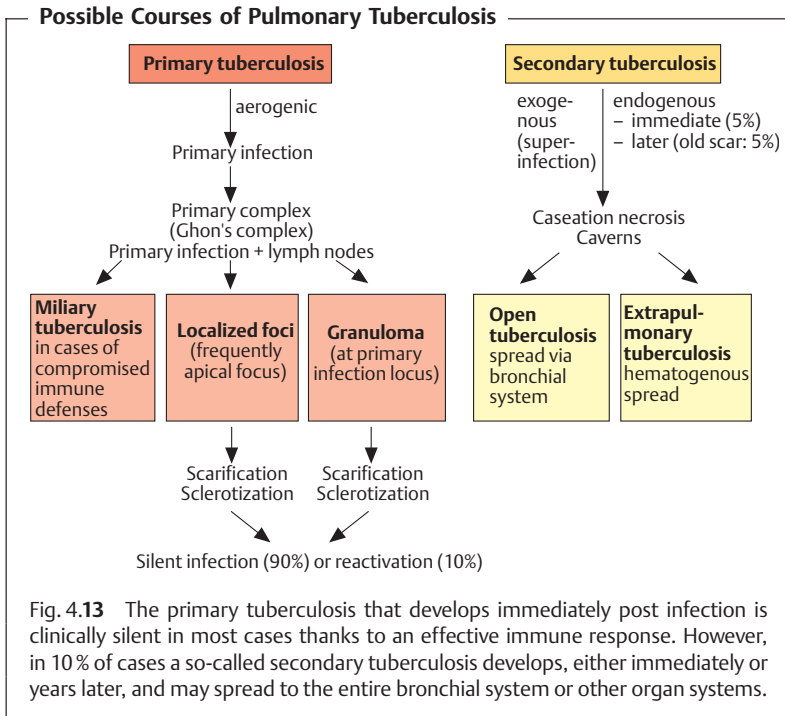 Possible Courses of Pulmonary Tuberculosis
Primary tuberculosis
aerogenic
Primary infection
Primary complex
(Ghon's complex)
Primary infection + lymph nodes
Miliary
tuberculosis
in cases of
compromised
immune
defenses
Localized foci
(frequently
apical focus)
Granuloma
(at primary
infection locus)
Scarification
Sclerotization
Scarification
Sclerotization
Silent infection (90%) or reactivation (10%)
Secondary tuberculosis
exoge-
nous
(super-
infection)
endogenous
– immediate (5%)
– later (old scar: 5%)
Caseation necrosis
Caverns
Open
tuberculosis
spread via
bronchial
system
Extrapul-
monary
tuberculosis
hematogenous
spread
Fig. 4.13 The primary tuberculosis that develops immediately post infection is
clinically silent in most cases thanks to an effective immune response. However,
in 10 % of cases a so-called secondary tuberculosis develops, either immediately or
years later, and may spread to the entire bronchial system or other organ systems.